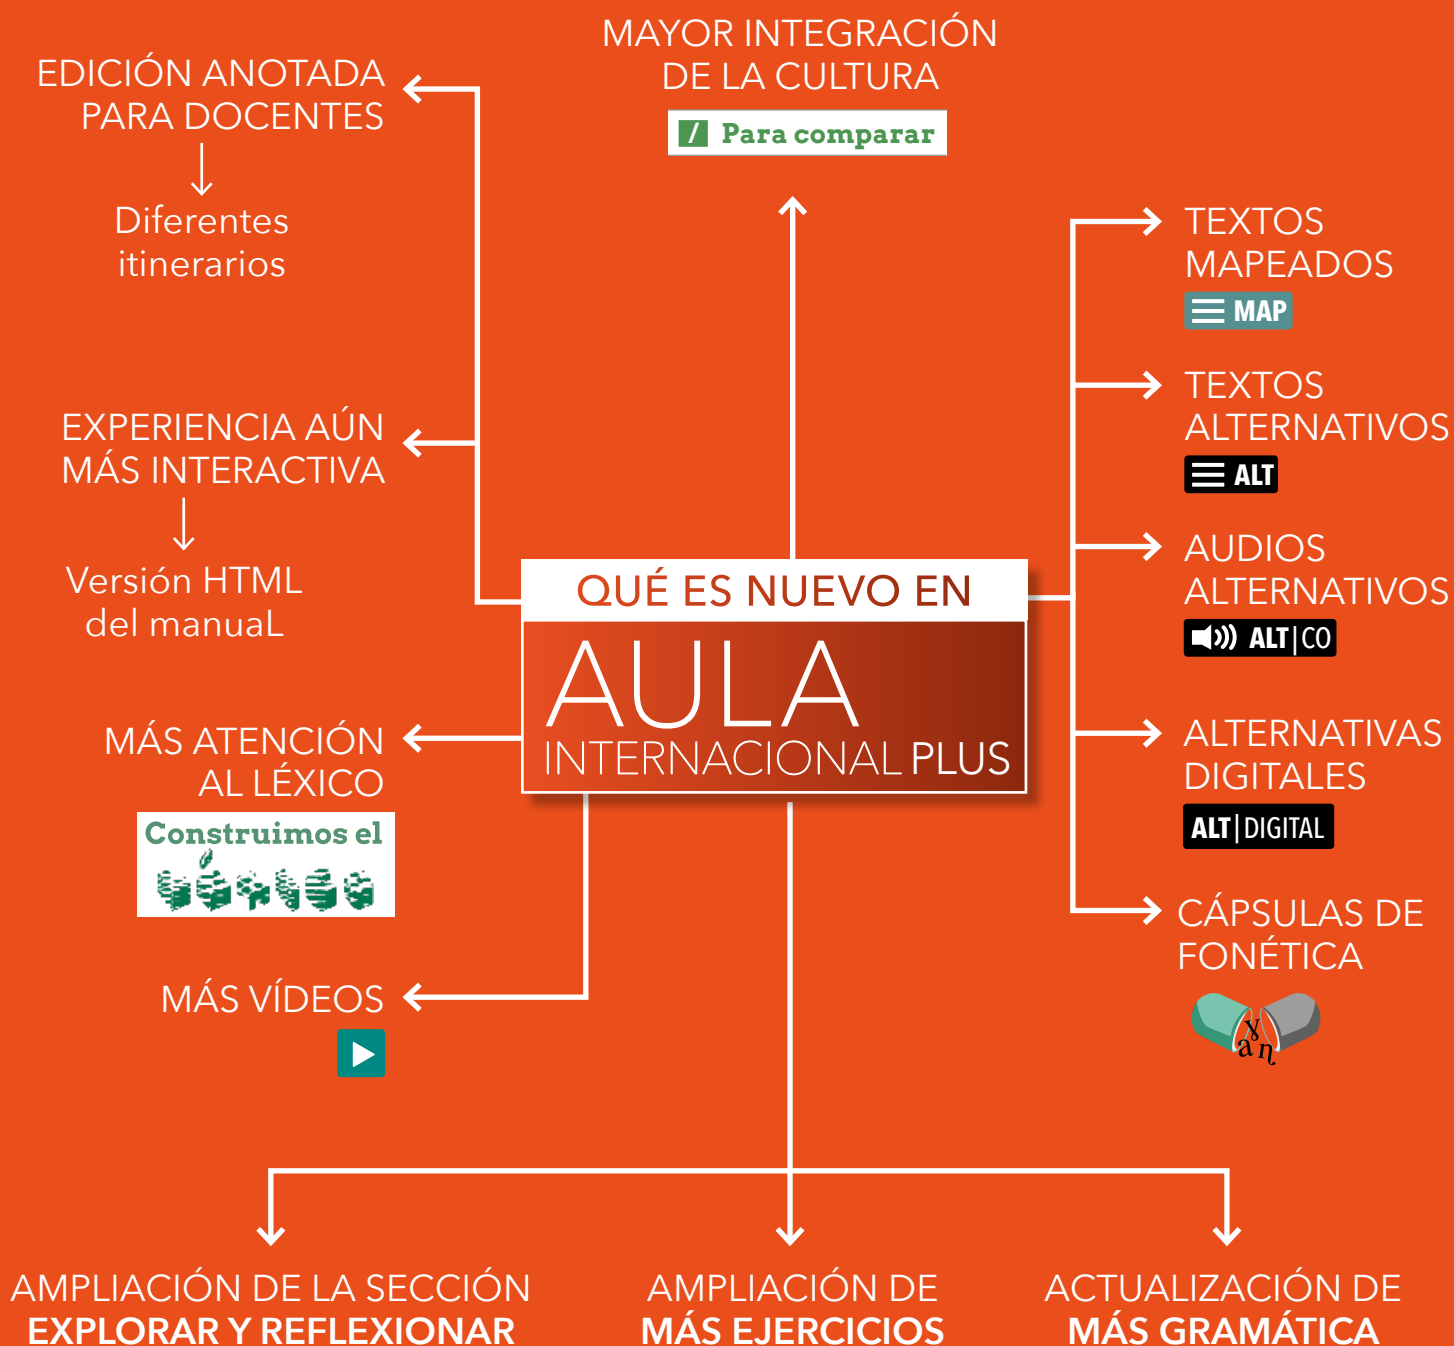 MAYOR INTEGRACIÓN
DE LA CULTURA
/ Para comparar
EDICIÓN ANOTADA
PARA DOCENTES
Diferentes
itinerarios
EXPERIENCIA AÚN
MÁS INTERACTIVA
Versión HTML
del manuaL
MÁS ATENCIÓN
AL LÉXICO
Construimos el
léxico
MÁS VÍDEOS
QUÉ ES NUEVO EN
AULA
INTERNACIONAL PLUS
TEXTOS
MAPEADOS
MAP
TEXTOS
ALTERNATIVOS
ALT
AUDIOS
ALTERNATIVOS
ALT|CO
ALTERNATIVAS
DIGITALES
ALT|DIGITAL
CÁPSULAS DE
FONÉTICA
AMPLIACIÓN DE LA SECCIÓN
EXPLORAR Y REFLEXIONAR
AMPLIACIÓN DE
MÁS EJERCICIOS
ACTUALIZACIÓN DE
MÁS GRAMÁTICA